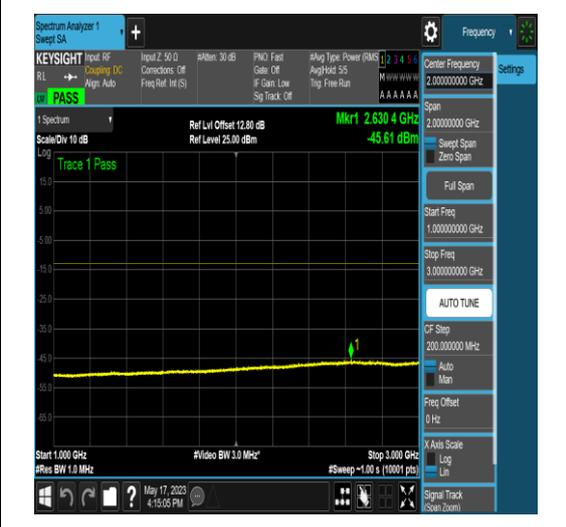 Spectrum Analyzer 1
Swept SA
+
Frequency
KEYSIGHT
RL
Input: RF
Coupling: DC
Align: Auto
Input Z: 50 Ω
Corrections: Off
Freq Ref: Int (S)
#Atten: 30 dB
PNO: Fast
Gate: Off
IF Gain: Low
Sig Track: Off
#Avg Type: Power (RMS
Avg|Hold: 5/5
Trig: Free Run
1 2 3 4 5 6
M W W W W W
A A A A A A
PASS
1 Spectrum
Scale/Div 10 dB
Ref Lvl Offset 12.80 dB
Ref Level 25.00 dBm
Mkr1 2.630 4 GHz
-45.61 dBm
Log
Trace 1 Pass
15.0
5.00
-5.00
-15.0
-25.0
-35.0
-45.0
-55.0
-65.0
1
Start 1.000 GHz
#Res BW 1.0 MHz
#Video BW 3.0 MHz*
Stop 3.000 GHz
#Sweep ~1.00 s (10001 pts)
May 17, 2023
4:15:05 PM
Settings
Center Frequency
2.000000000 GHz
Span
2.00000000 GHz
Swept Span
Zero Span
Full Span
Start Freq
1.000000000 GHz
Stop Freq
3.000000000 GHz
AUTO TUNE
CF Step
200.000000 MHz
Auto
Man
Freq Offset
0 Hz
X Axis Scale
Log
Lin
Signal Track
(Span Zoom)